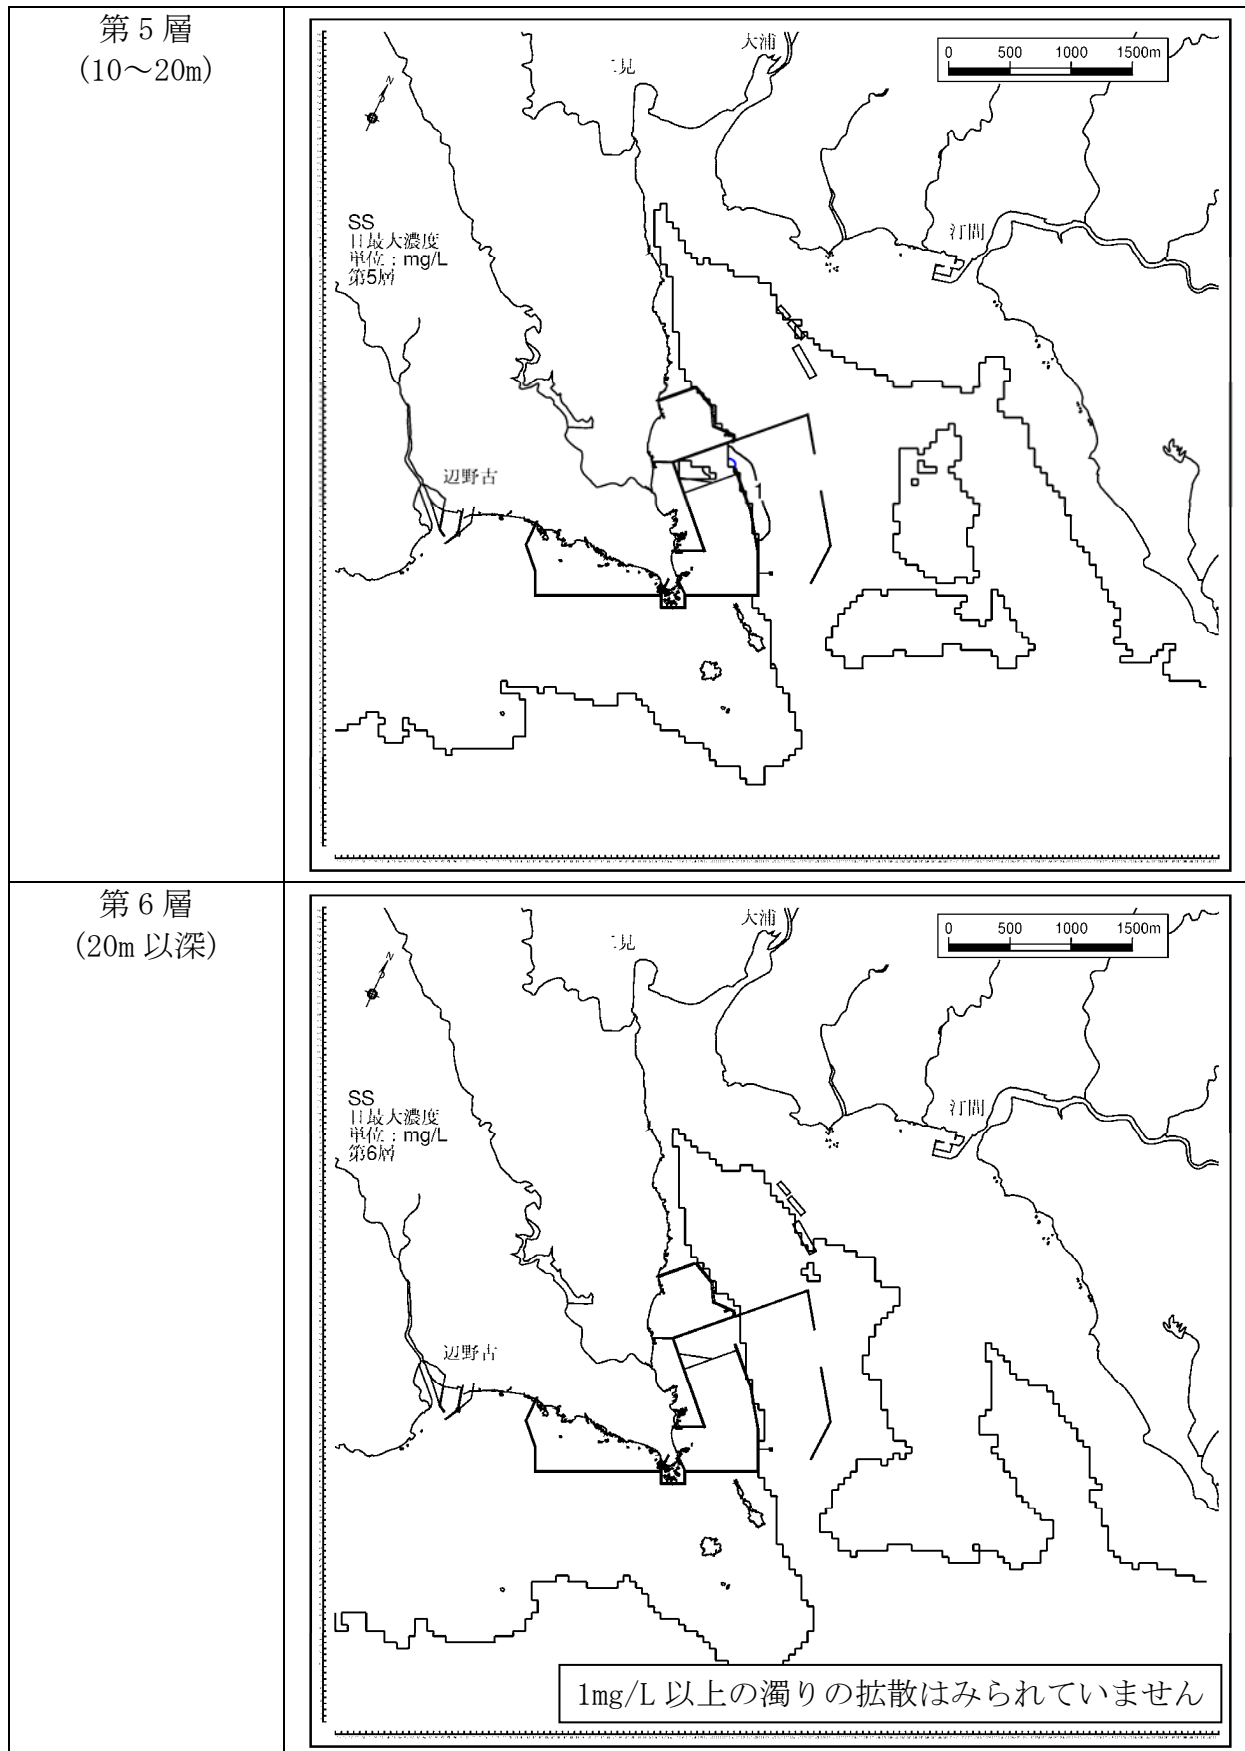 第５層
(10～20m)
大浦
二見
0 500 1000 1500m
N
SS
日最大濃度
単位：mg/L
第5層
汀間
辺野古
1
第６層
(20m 以深)
大浦
二見
0 500 1000 1500m
N
SS
日最大濃度
単位：mg/L
第6層
汀間
辺野古
1mg/L 以上の濁りの拡散はみられていません